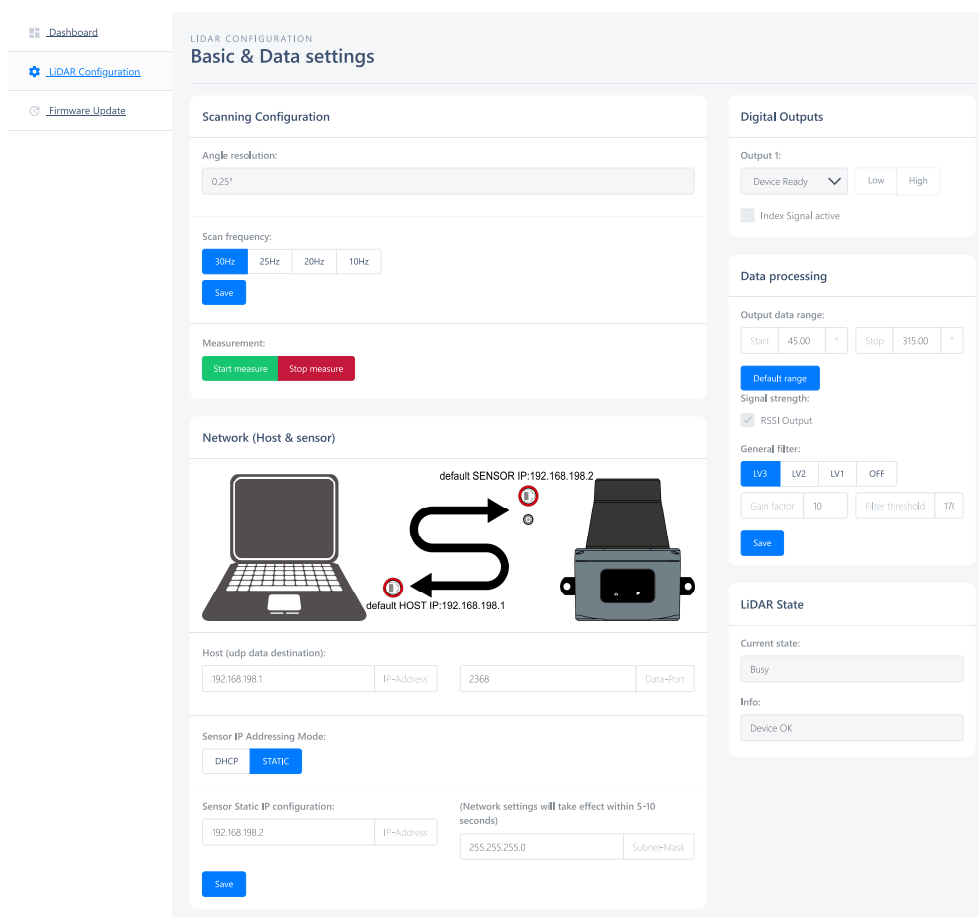 Dashboard
LiDAR Configuration
Firmware Update
LIDAR CONFIGURATION
Basic & Data settings
Scanning Configuration
Angle resolution:
0.25°
Scan frequency:
30Hz 25Hz 20Hz 10Hz
Save
Measurement:
Start measure Stop measure
Network (Host & sensor)
default SENSOR IP:192.168.198.2
default HOST IP:192.168.198.1
Host (udp data destination):
192.168.198.1 IP-Address 2368 Data-Port
Sensor IP Addressing Mode:
DHCP STATIC
Sensor Static IP configuration:
192.168.198.2 IP-Address
(Network settings will take effect within 5-10
seconds)
255.255.255.0 Subnet-Mask
Save
Digital Outputs
Output 1:
Device Ready Low High
Index Signal active
Data processing
Output data range:
Start 45.00 ° Stop 315.00 °
Default range
Signal strength:
RSSI Output
General filter:
LV3 LV2 LV1 OFF
Gain factor 10 Filter threshold
Save
LiDAR State
Current state:
Busy
Info:
Device OK